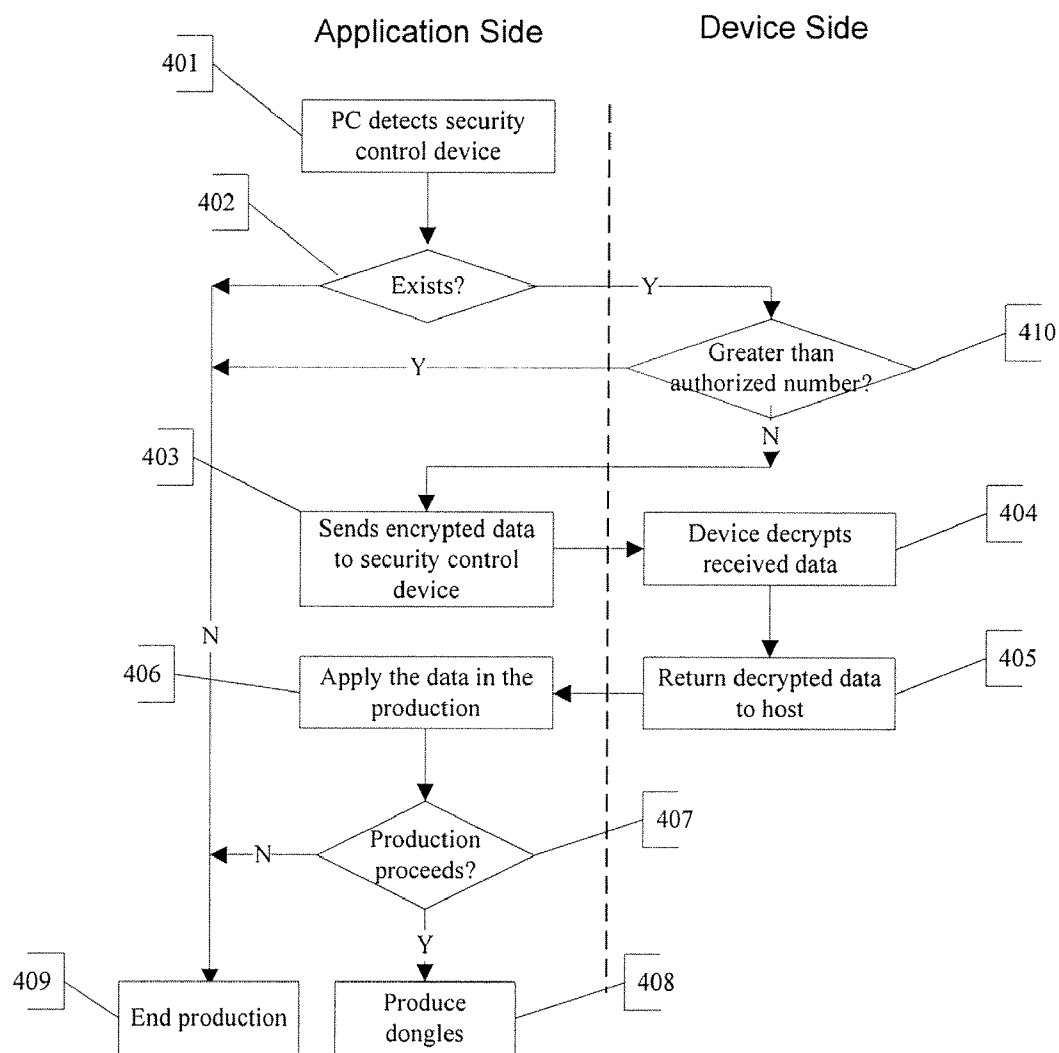 Application Side
Device Side
401
PC detects security
control device
402
Exists?
Y
410
Greater than
authorized number?
Y
N
403
Sends encrypted data
to security control
device
404
Device decrypts
received data
N
406
Apply the data in the
production
Return decrypted data
to host
405
407
Production
proceeds?
N
Y
409
End production
Produce
dongles
408